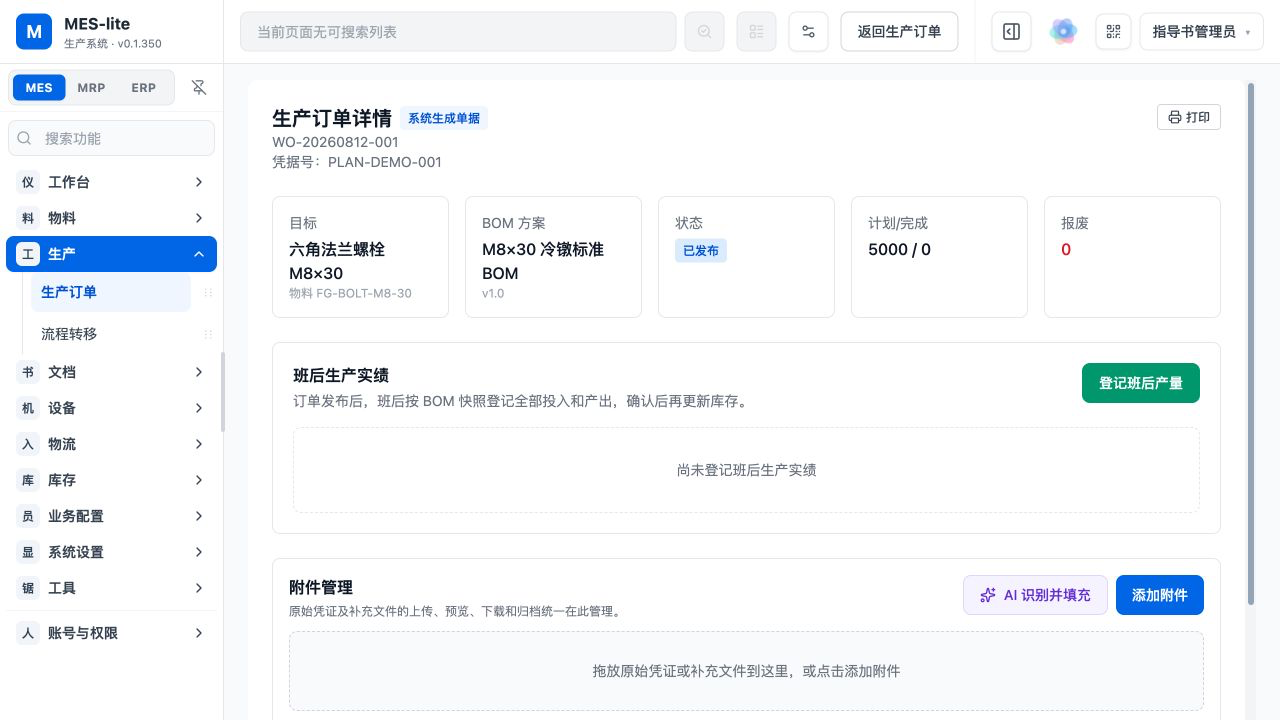 M
MES-lite
生产系统 · v0.1.350
MES MRP ERP
搜索功能
仪 工作台
料 物料
工 生产
生产订单
流程转移
书 文档
机 设备
入 物流
库 库存
员 业务配置
显 系统设置
锯 工具
人 账号与权限
当前页面无可搜索列表
返回生产订单
指导书管理员
生产订单详情 系统生成单据
WO-20260812-001
凭据号：PLAN-DEMO-001
打印
目标
六角法兰螺栓
M8×30
物料 FG-BOLT-M8-30
BOM 方案
M8×30 冷镦标准
BOM
v1.0
状态
已发布
计划/完成
5000 / 0
报废
0
班后生产实绩
订单发布后，班后按 BOM 快照登记全部投入和产出，确认后再更新库存。
登记班后产量
尚未登记班后生产实绩
附件管理
原始凭证及补充文件的上传、预览、下载和归档统一在此管理。
AI 识别并填充
添加附件
拖放原始凭证或补充文件到这里，或点击添加附件